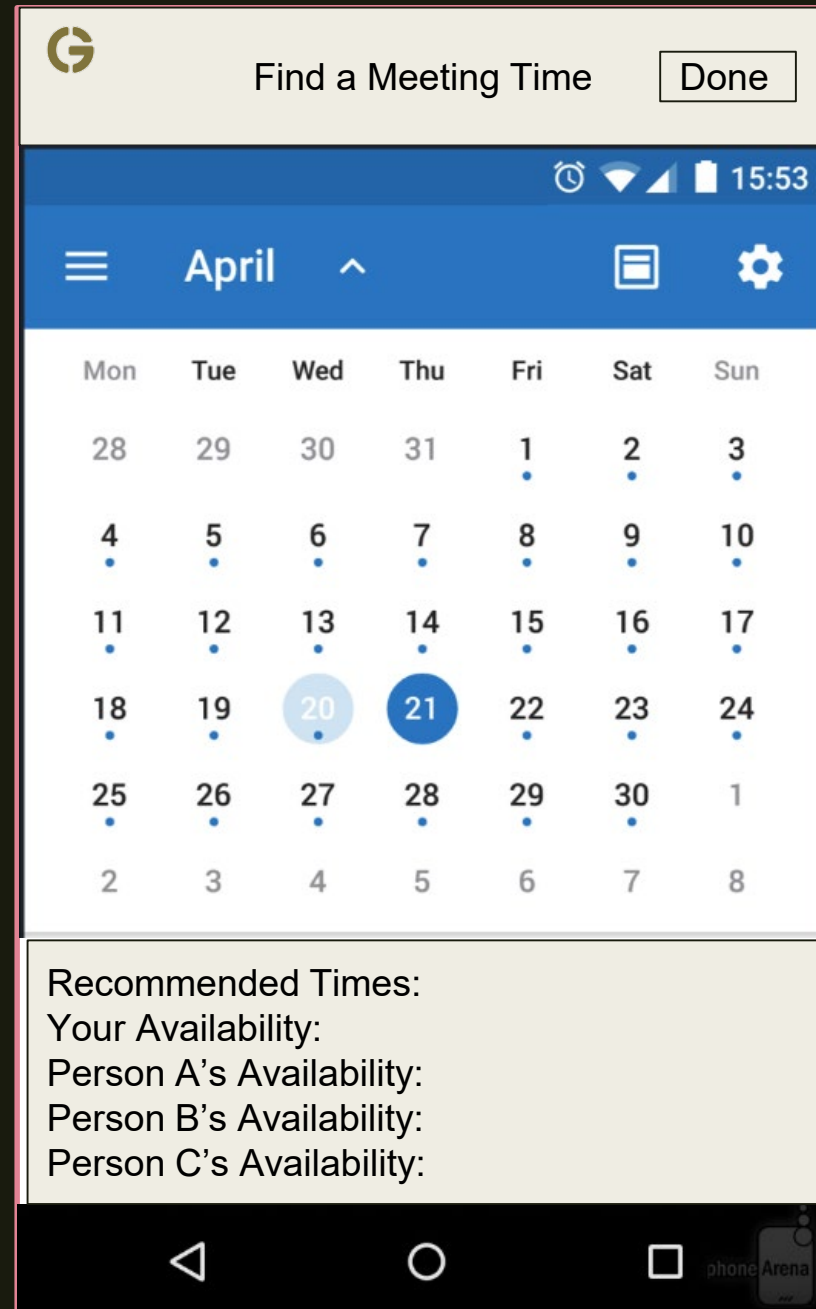 G
Find a Meeting Time
Done
15:53
April
Mon Tue Wed Thu Fri Sat Sun
28 29 30 31 1 2 3
4 5 6 7 8 9 10
11 12 13 14 15 16 17
18 19 20 21 22 23 24
25 26 27 28 29 30 1
2 3 4 5 6 7 8
Recommended Times:
Your Availability:
Person A’s Availability:
Person B’s Availability:
Person C’s Availability:
phoneArena